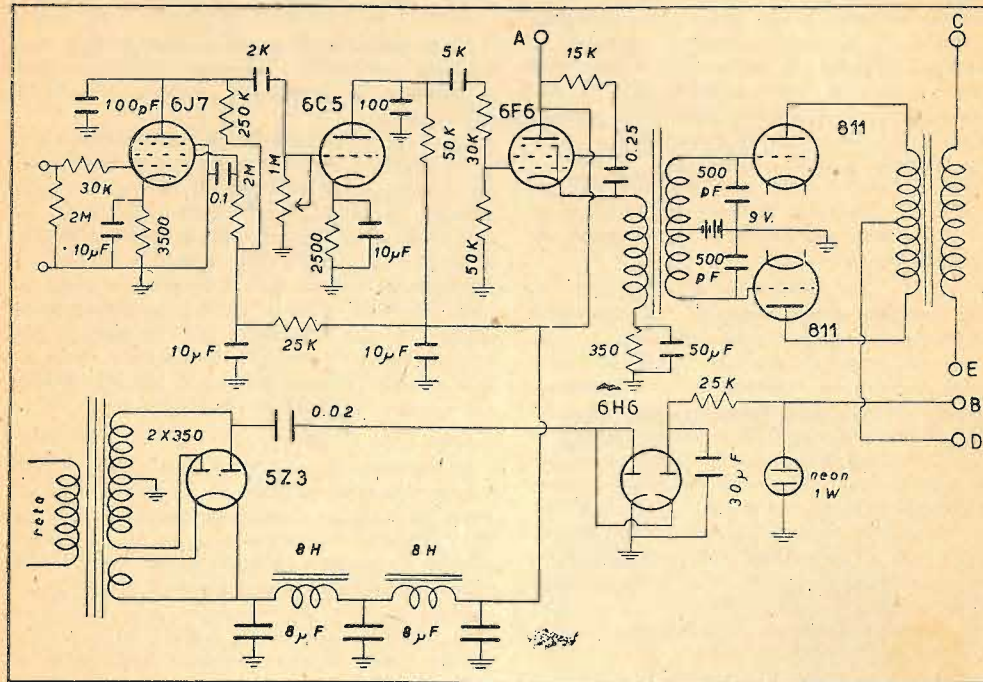 C
A
2K
5K
15K
100pF
6J7
250K
6C5
100
6F6
811
50K
30K
0.25
500
pF
30K
2M
0.1
1M
9 V.
2M
10µF
3500
2500
10µF
50K
500
pF
811
10µF
25K
10µF
350
50µF
E
6H6
25K
B
0.02
D
2X350
5Z3
30µF
neon
1W
rete
8H
8H
8µF
8µF